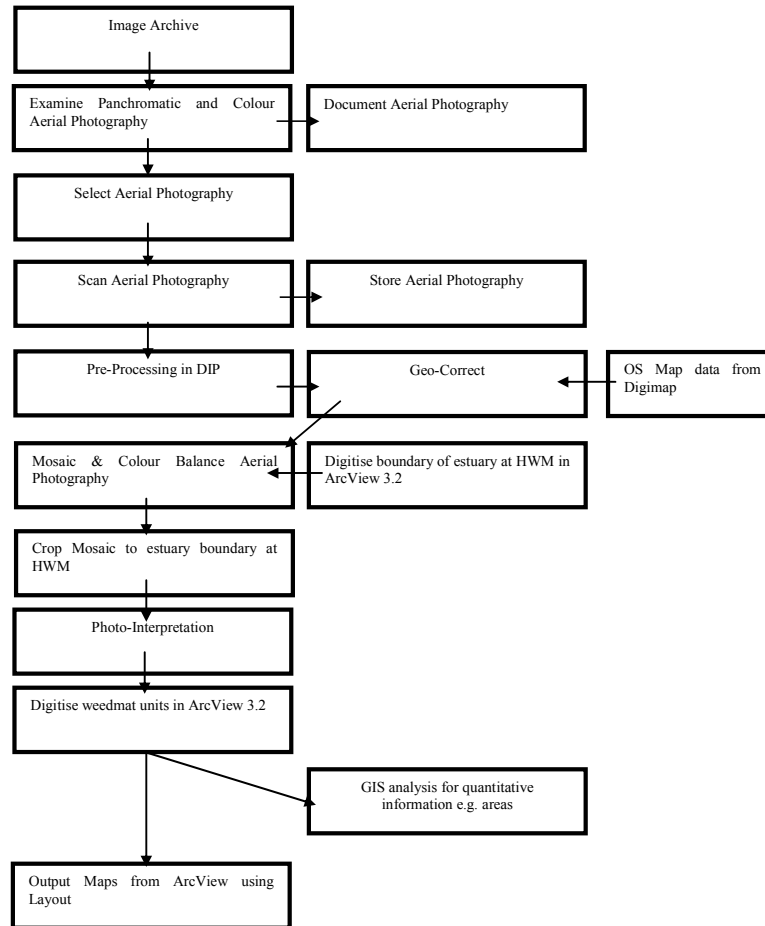 Image Archive
Examine Panchromatic and Colour
Aerial Photography
Document Aerial Photography
Select Aerial Photography
Scan Aerial Photography
Store Aerial Photography
Pre-Processing in DIP
Geo-Correct
OS Map data from
Digimap
Mosaic & Colour Balance Aerial
Photography
Digitise boundary of estuary at HWM in
ArcView 3.2
Crop Mosaic to estuary boundary at
HWM
Photo-Interpretation
Digitise weedmat units in ArcView 3.2
GIS analysis for quantitative
information e.g. areas
Output Maps from ArcView using
Layout